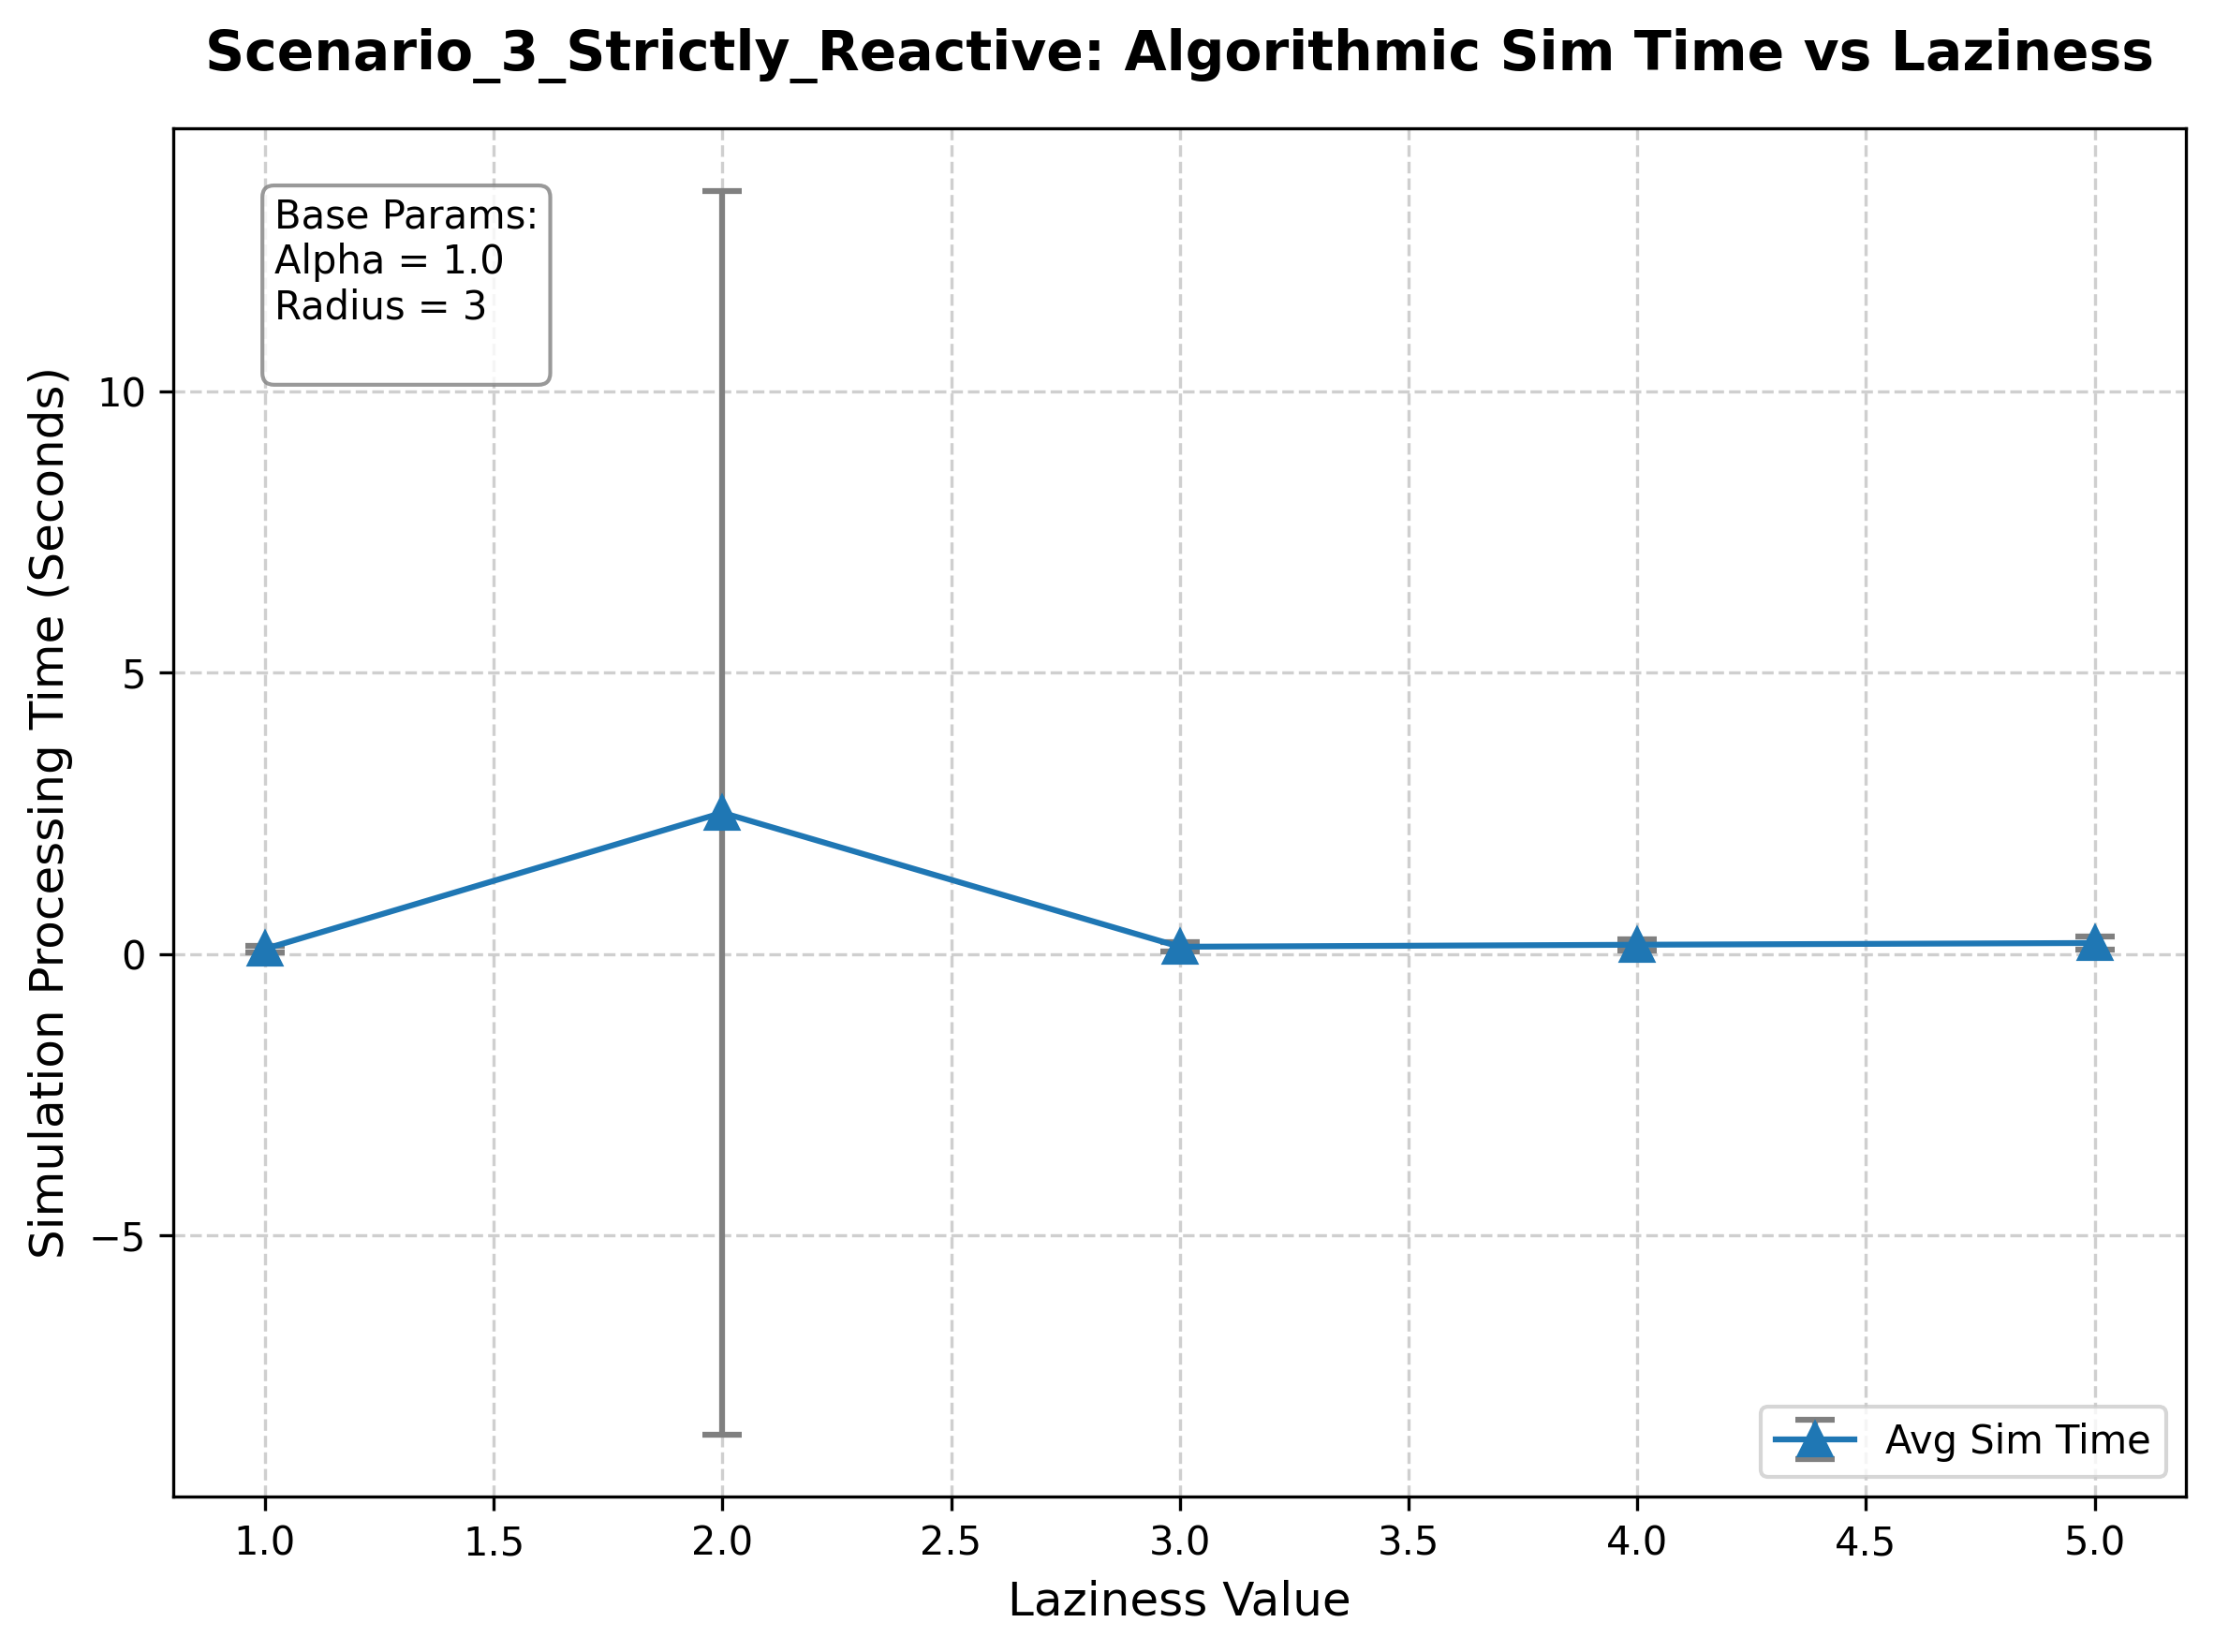 Scenario_3_Strictly_Reactive: Algorithmic Sim Time vs Laziness
Base Params:
Alpha = 1.0
Radius = 3
Simulation Processing Time (Seconds)
10
5
0
−5
Avg Sim Time
1.0 1.5 2.0 2.5 3.0 3.5 4.0 4.5 5.0
Laziness Value